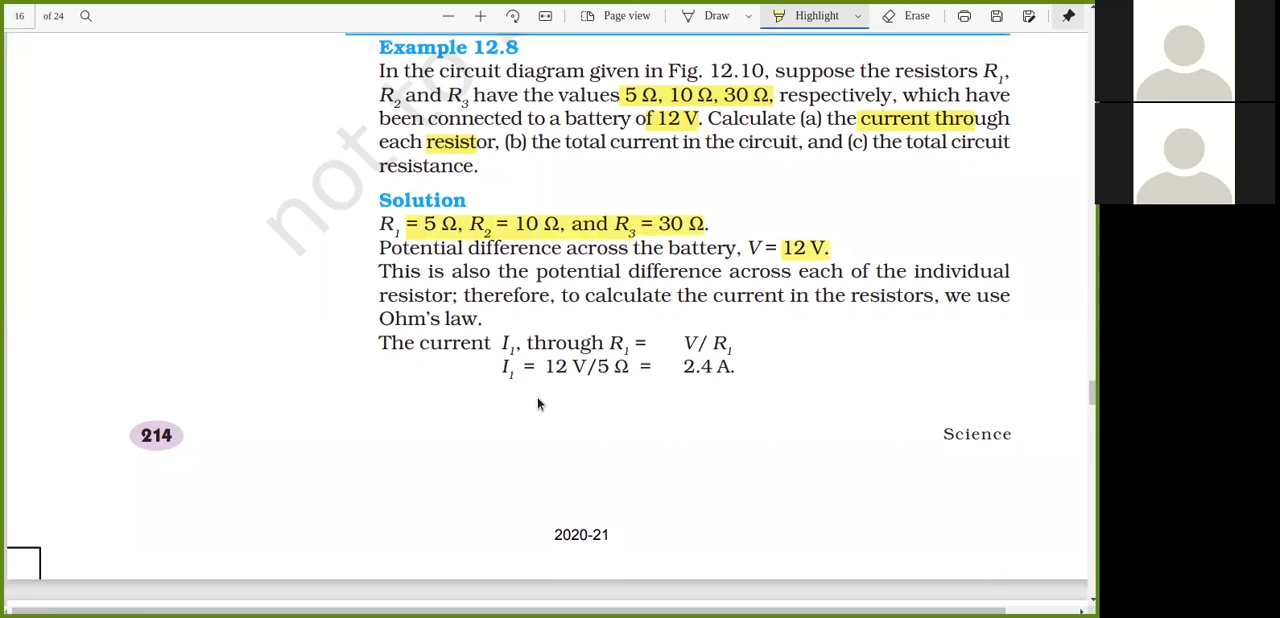 16 of 24 Page view Draw Highlight Erase
Example 12.8
In the circuit diagram given in Fig. 12.10, suppose the resistors R1,
R2 and R3 have the values 5 Ω, 10 Ω, 30 Ω, respectively, which have
been connected to a battery of 12 V. Calculate (a) the current through
each resistor, (b) the total current in the circuit, and (c) the total circuit
resistance.
Solution
R1 = 5 Ω, R2 = 10 Ω, and R3 = 30 Ω.
Potential difference across the battery, V = 12 V.
This is also the potential difference across each of the individual
resistor; therefore, to calculate the current in the resistors, we use
Ohm's law.
The current I1, through R1 = V/ R1
I1 = 12 V/5 Ω = 2.4 A.
214 Science
2020-21
not to